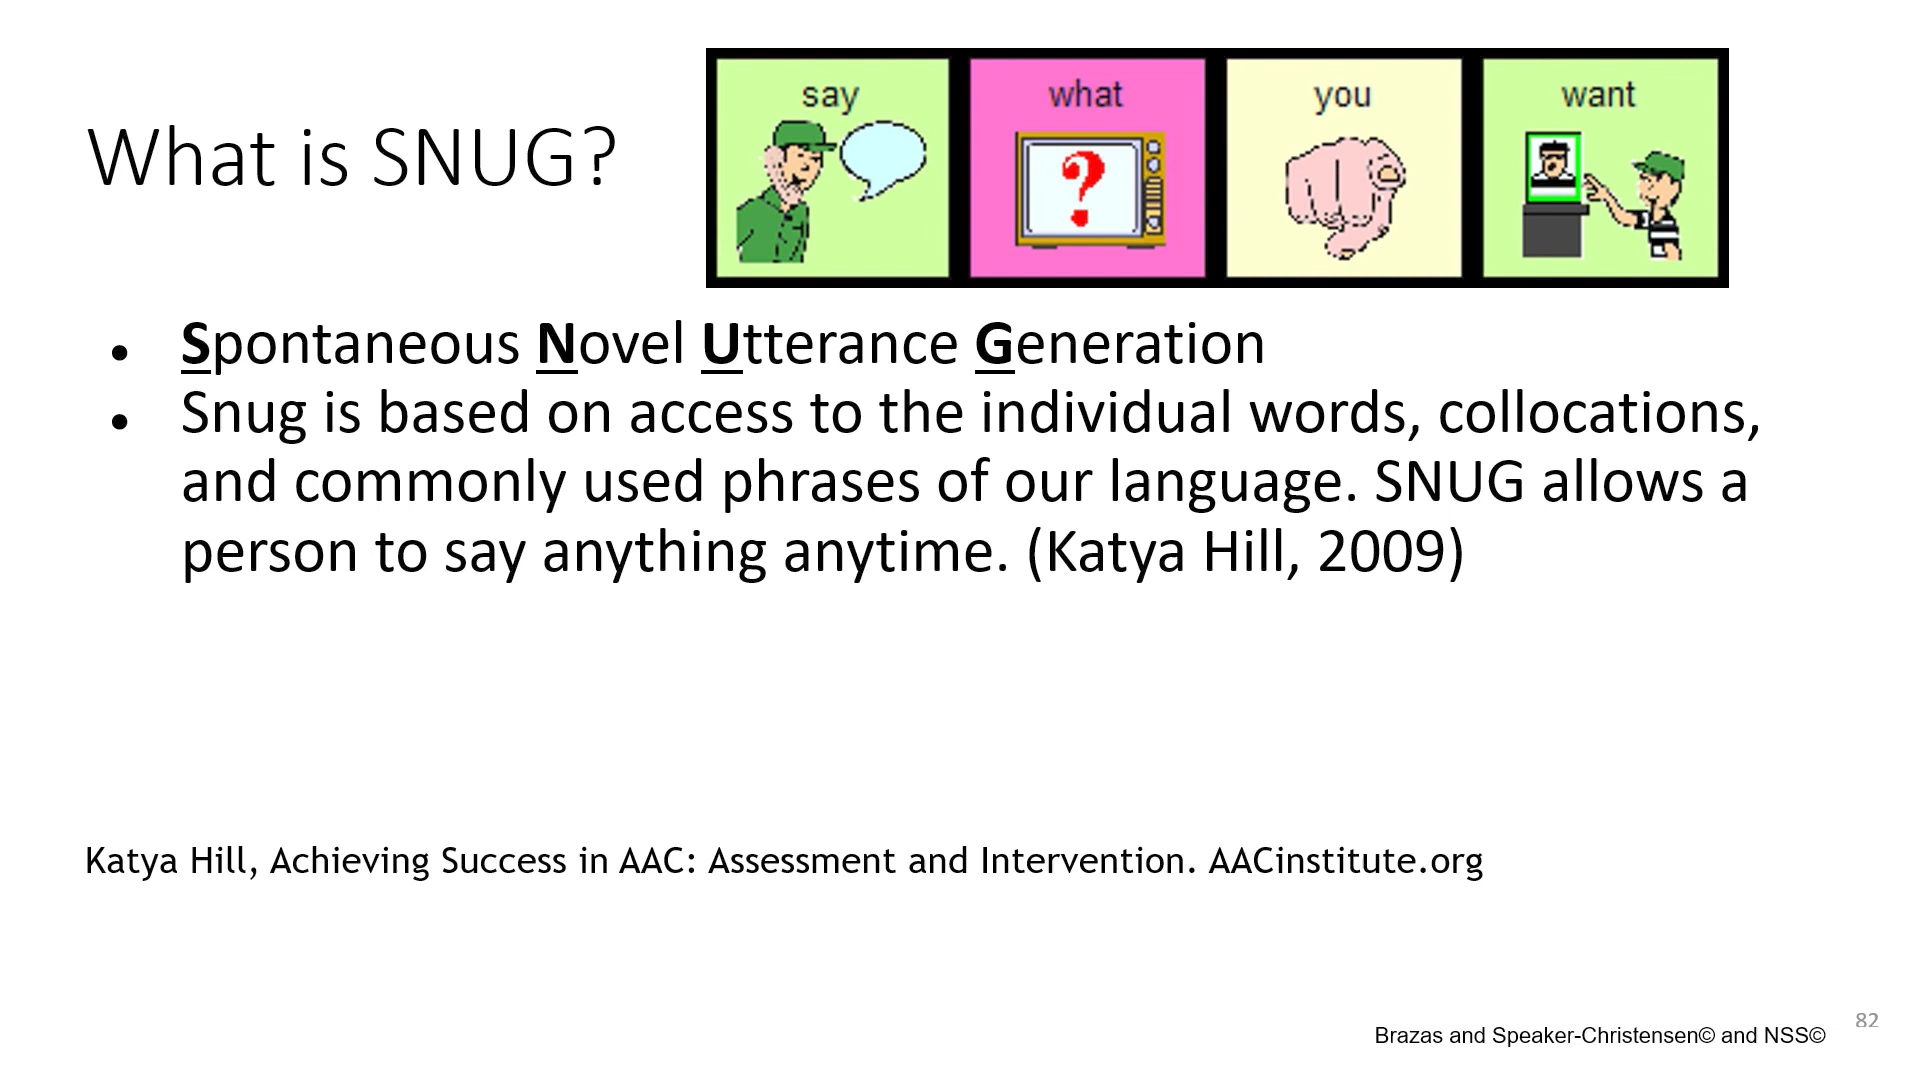 What is SNUG?
say what you want
?
• Spontaneous Novel Utterance Generation
• Snug is based on access to the individual words, collocations,
and commonly used phrases of our language. SNUG allows a
person to say anything anytime. (Katya Hill, 2009)
Katya Hill, Achieving Success in AAC: Assessment and Intervention. AACinstitute.org
Brazas and Speaker-Christensen© and NSS©
82